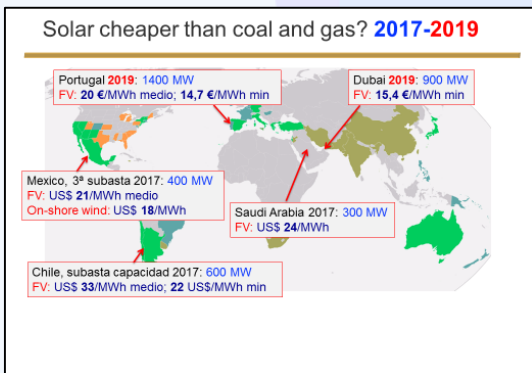 Solar cheaper than coal and gas? 2017-2019
Portugal 2019: 1400 MW
FV: 20 €/MWh medio; 14,7 €/MWh min
Dubai 2019: 900 MW
FV: 15,4 €/MWh min
Mexico, 3ª subasta 2017: 400 MW
FV: US$ 21/MWh medio
On-shore wind: US$ 18/MWh
Saudi Arabia 2017: 300 MW
FV: US$ 24/MWh
Chile, subasta capacidad 2017: 600 MW
FV: US$ 33/MWh medio; 22 US$/MWh min